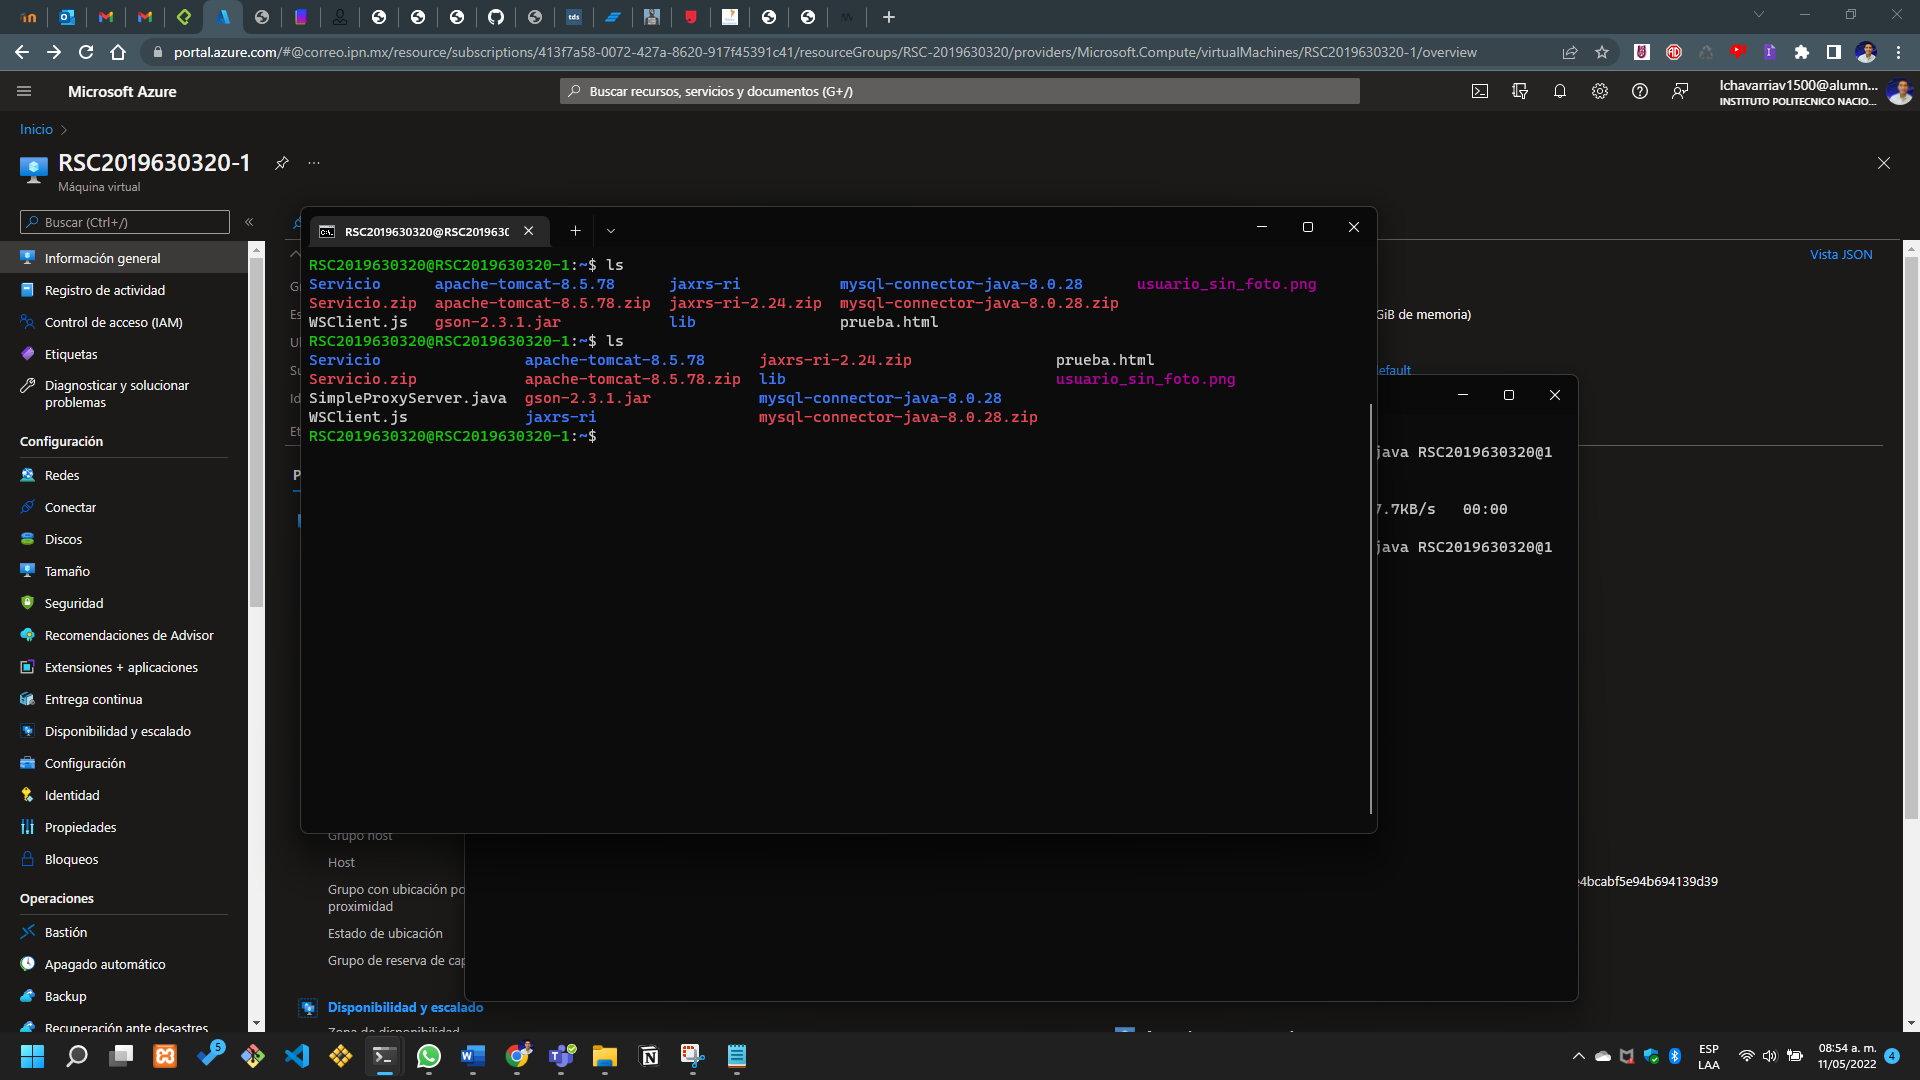 portal.azure.com/#@correo.ipn.mx/resource/subscriptions/413f7a58-0072-427a-8620-917f45391c41/resourceGroups/RSC-2019630320/providers/Microsoft.Compute/virtualMachines/RSC2019630320-1/overview
Microsoft Azure
Buscar recursos, servicios y documentos (G+/)
lchavarriav1500@alumn...
INSTITUTO POLITECNICO NACIO...
Inicio
RSC2019630320-1
Máquina virtual
Buscar (Ctrl+/)
Información general
Registro de actividad
Control de acceso (IAM)
Etiquetas
Diagnosticar y solucionar
problemas
Configuración
Redes
Conectar
Discos
Tamaño
Seguridad
Recomendaciones de Advisor
Extensiones + aplicaciones
Entrega continua
Disponibilidad y escalado
Configuración
Identidad
Propiedades
Bloqueos
Operaciones
Bastión
Apagado automático
Backup
Recuperación ante desastres
RSC2019630320@RSC201963(
RSC2019630320@RSC2019630320-1:~$ ls
Servicio apache-tomcat-8.5.78 jaxrs-ri mysql-connector-java-8.0.28 usuario_sin_foto.png
Servicio.zip apache-tomcat-8.5.78.zip jaxrs-ri-2.24.zip mysql-connector-java-8.0.28.zip
WSClient.js gson-2.3.1.jar lib prueba.html
RSC2019630320@RSC2019630320-1:~$ ls
Servicio apache-tomcat-8.5.78 jaxrs-ri-2.24.zip prueba.html
Servicio.zip apache-tomcat-8.5.78.zip lib usuario_sin_foto.png
SimpleProxyServer.java gson-2.3.1.jar mysql-connector-java-8.0.28
WSClient.js jaxrs-ri mysql-connector-java-8.0.28.zip
RSC2019630320@RSC2019630320-1:~$
Vista JSON
GiB de memoria)
efault
java RSC2019630320@1
7.7KB/s 00:00
java RSC2019630320@1
e4bcabf5e94b694139d39
Grupo host
Host
Grupo con ubicación po
proximidad
Estado de ubicación
Grupo de reserva de cap
Disponibilidad y escalado
Zona de disponibilidad
ESP
LAA
08:54 a. m.
11/05/2022
4
5